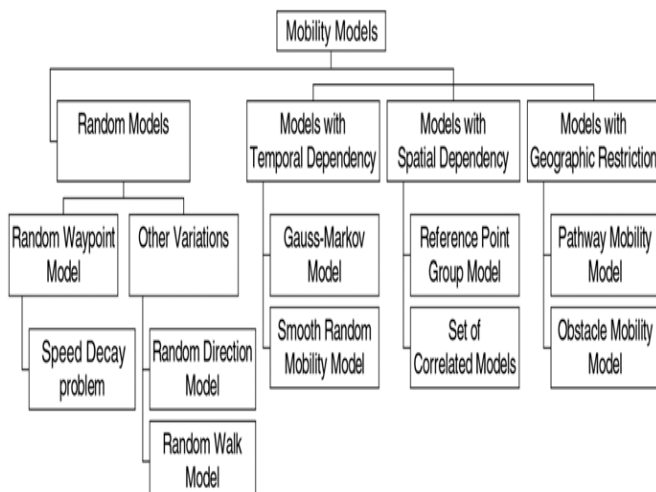 Mobility Models
Random Models
Models with
Temporal Dependency
Models with
Spatial Dependency
Models with
Geographic Restriction
Random Waypoint
Model
Other Variations
Gauss-Markov
Model
Reference Point
Group Model
Pathway Mobility
Model
Speed Decay
problem
Random Direction
Model
Smooth Random
Mobility Model
Set of
Correlated Models
Obstacle Mobility
Model
Random Walk
Model